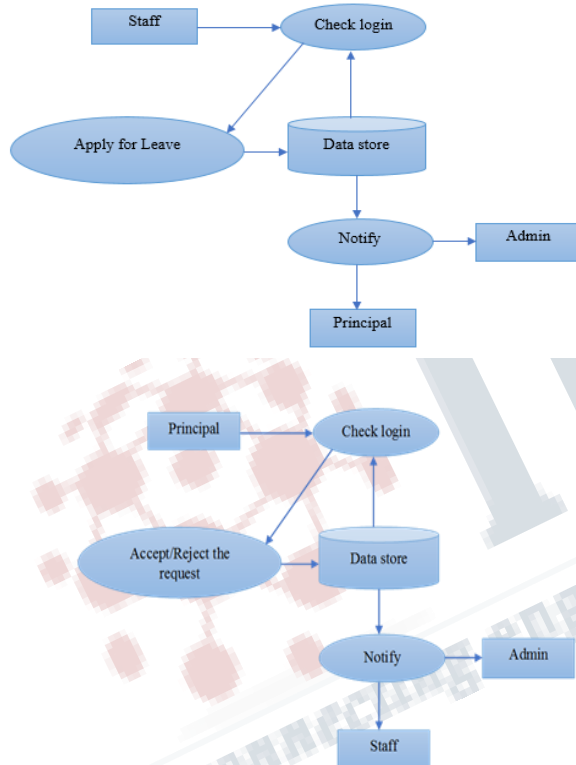 Staff
Check login
Apply for Leave
Data store
Notify
Admin
Principal
Principal
Check login
Accept/Reject the
request
Data store
Notify
Admin
Staff